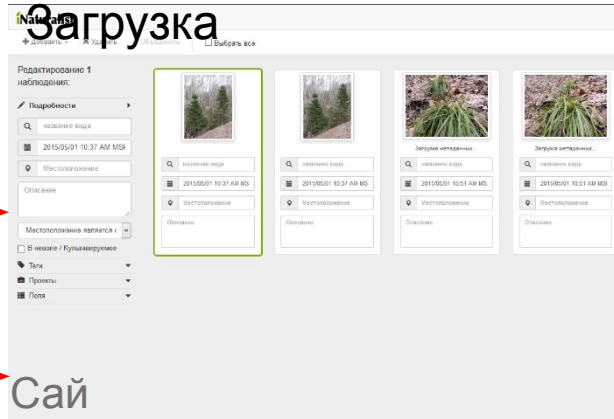 Загрузка
iNaturalist
Добавить
Удалить
Объединить
Выбрать все
Редактирование 1
наблюдения:
Подробности
название вида
2015/05/01 10:37 AM MSK
Местоположение
Описание
Местоположение является о
В неволе / Культивируемое
Теги
Проекты
Поля
название вида
2015/05/01 10:37 AM MS
Местоположение
Описание
название вида
2015/05/01 10:37 AM MS
Местоположение
Описание
Загрузка метаданных...
название вида
2015/05/01 10:51 AM MS
Местоположение
Описание
Загрузка метаданных...
название вида
2015/05/01 10:51 AM MS
Местоположение
Описание
Сай